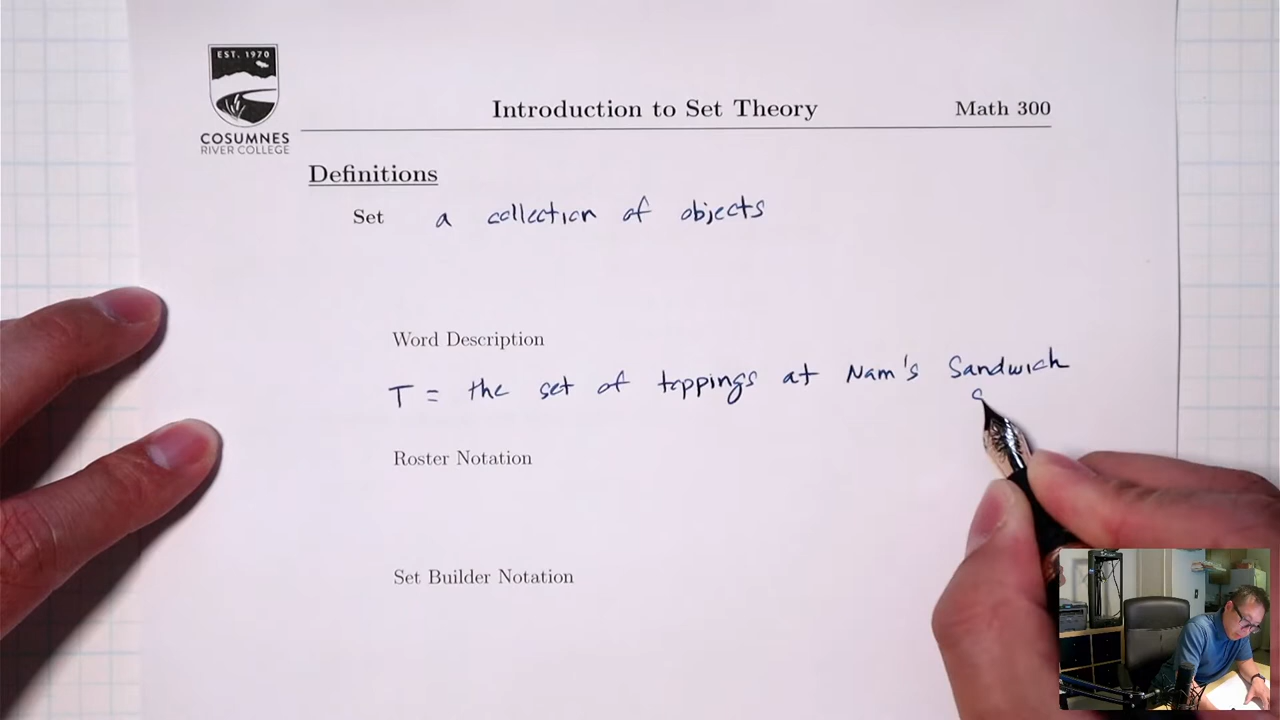 EST. 1970
COSUMNES
RIVER COLLEGE
Introduction to Set Theory
Math 300
Definitions
Set a collection of objects
Word Description
T = the set of toppings at Nam's Sandwich
S
Roster Notation
Set Builder Notation